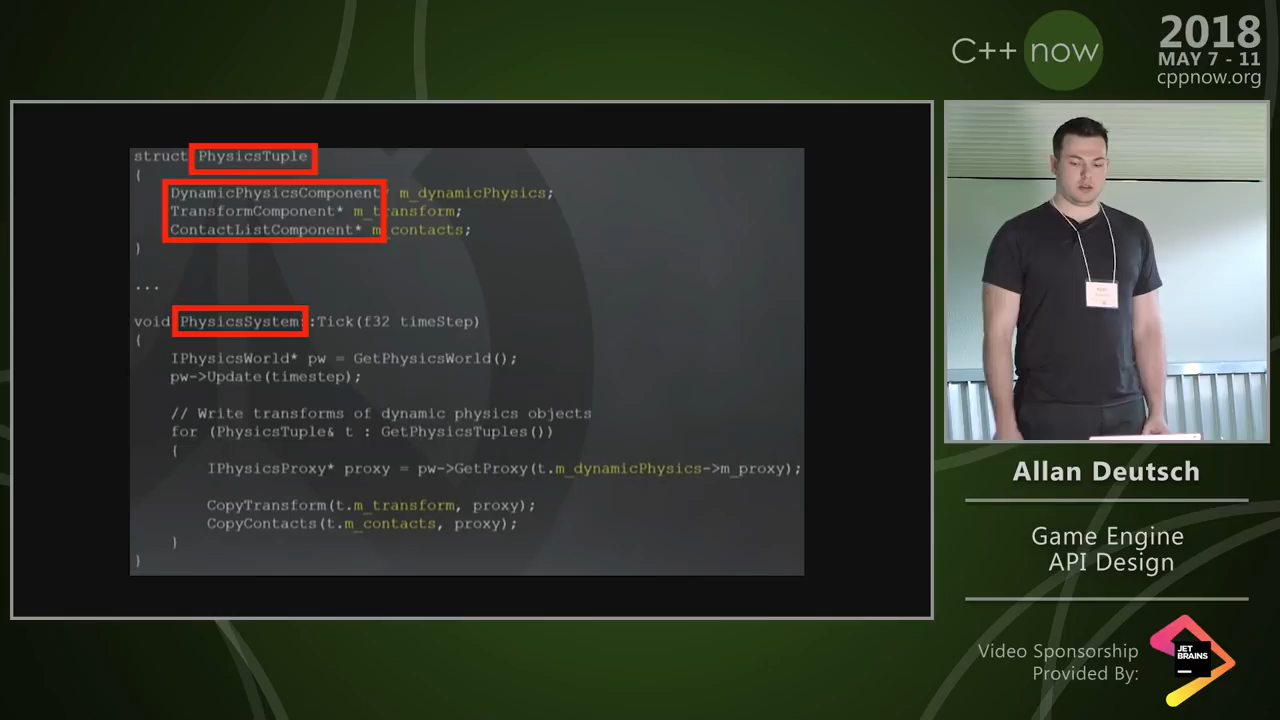 C++ now
2018
MAY 7 - 11
cppnow.org
struct PhysicsTuple
{
DynamicPhysicsComponent* m_dynamicPhysics;
TransformComponent* m_transform;
ContactListComponent* m_contacts;
}
...
void PhysicsSystem::Tick(f32 timeStep)
{
IPhysicsWorld* pw = GetPhysicsWorld();
pw->Update(timestep);
// Write transforms of dynamic physics objects
for (PhysicsTuple& t : GetPhysicsTuples())
{
IPhysicsProxy* proxy = pw->GetProxy(t.m_dynamicPhysics->m_proxy);
CopyTransform(t.m_transform, proxy);
CopyContacts(t.m_contacts, proxy);
}
}
Allan Deutsch
Game Engine
API Design
Video Sponsorship
Provided By:
JET
BRAINS